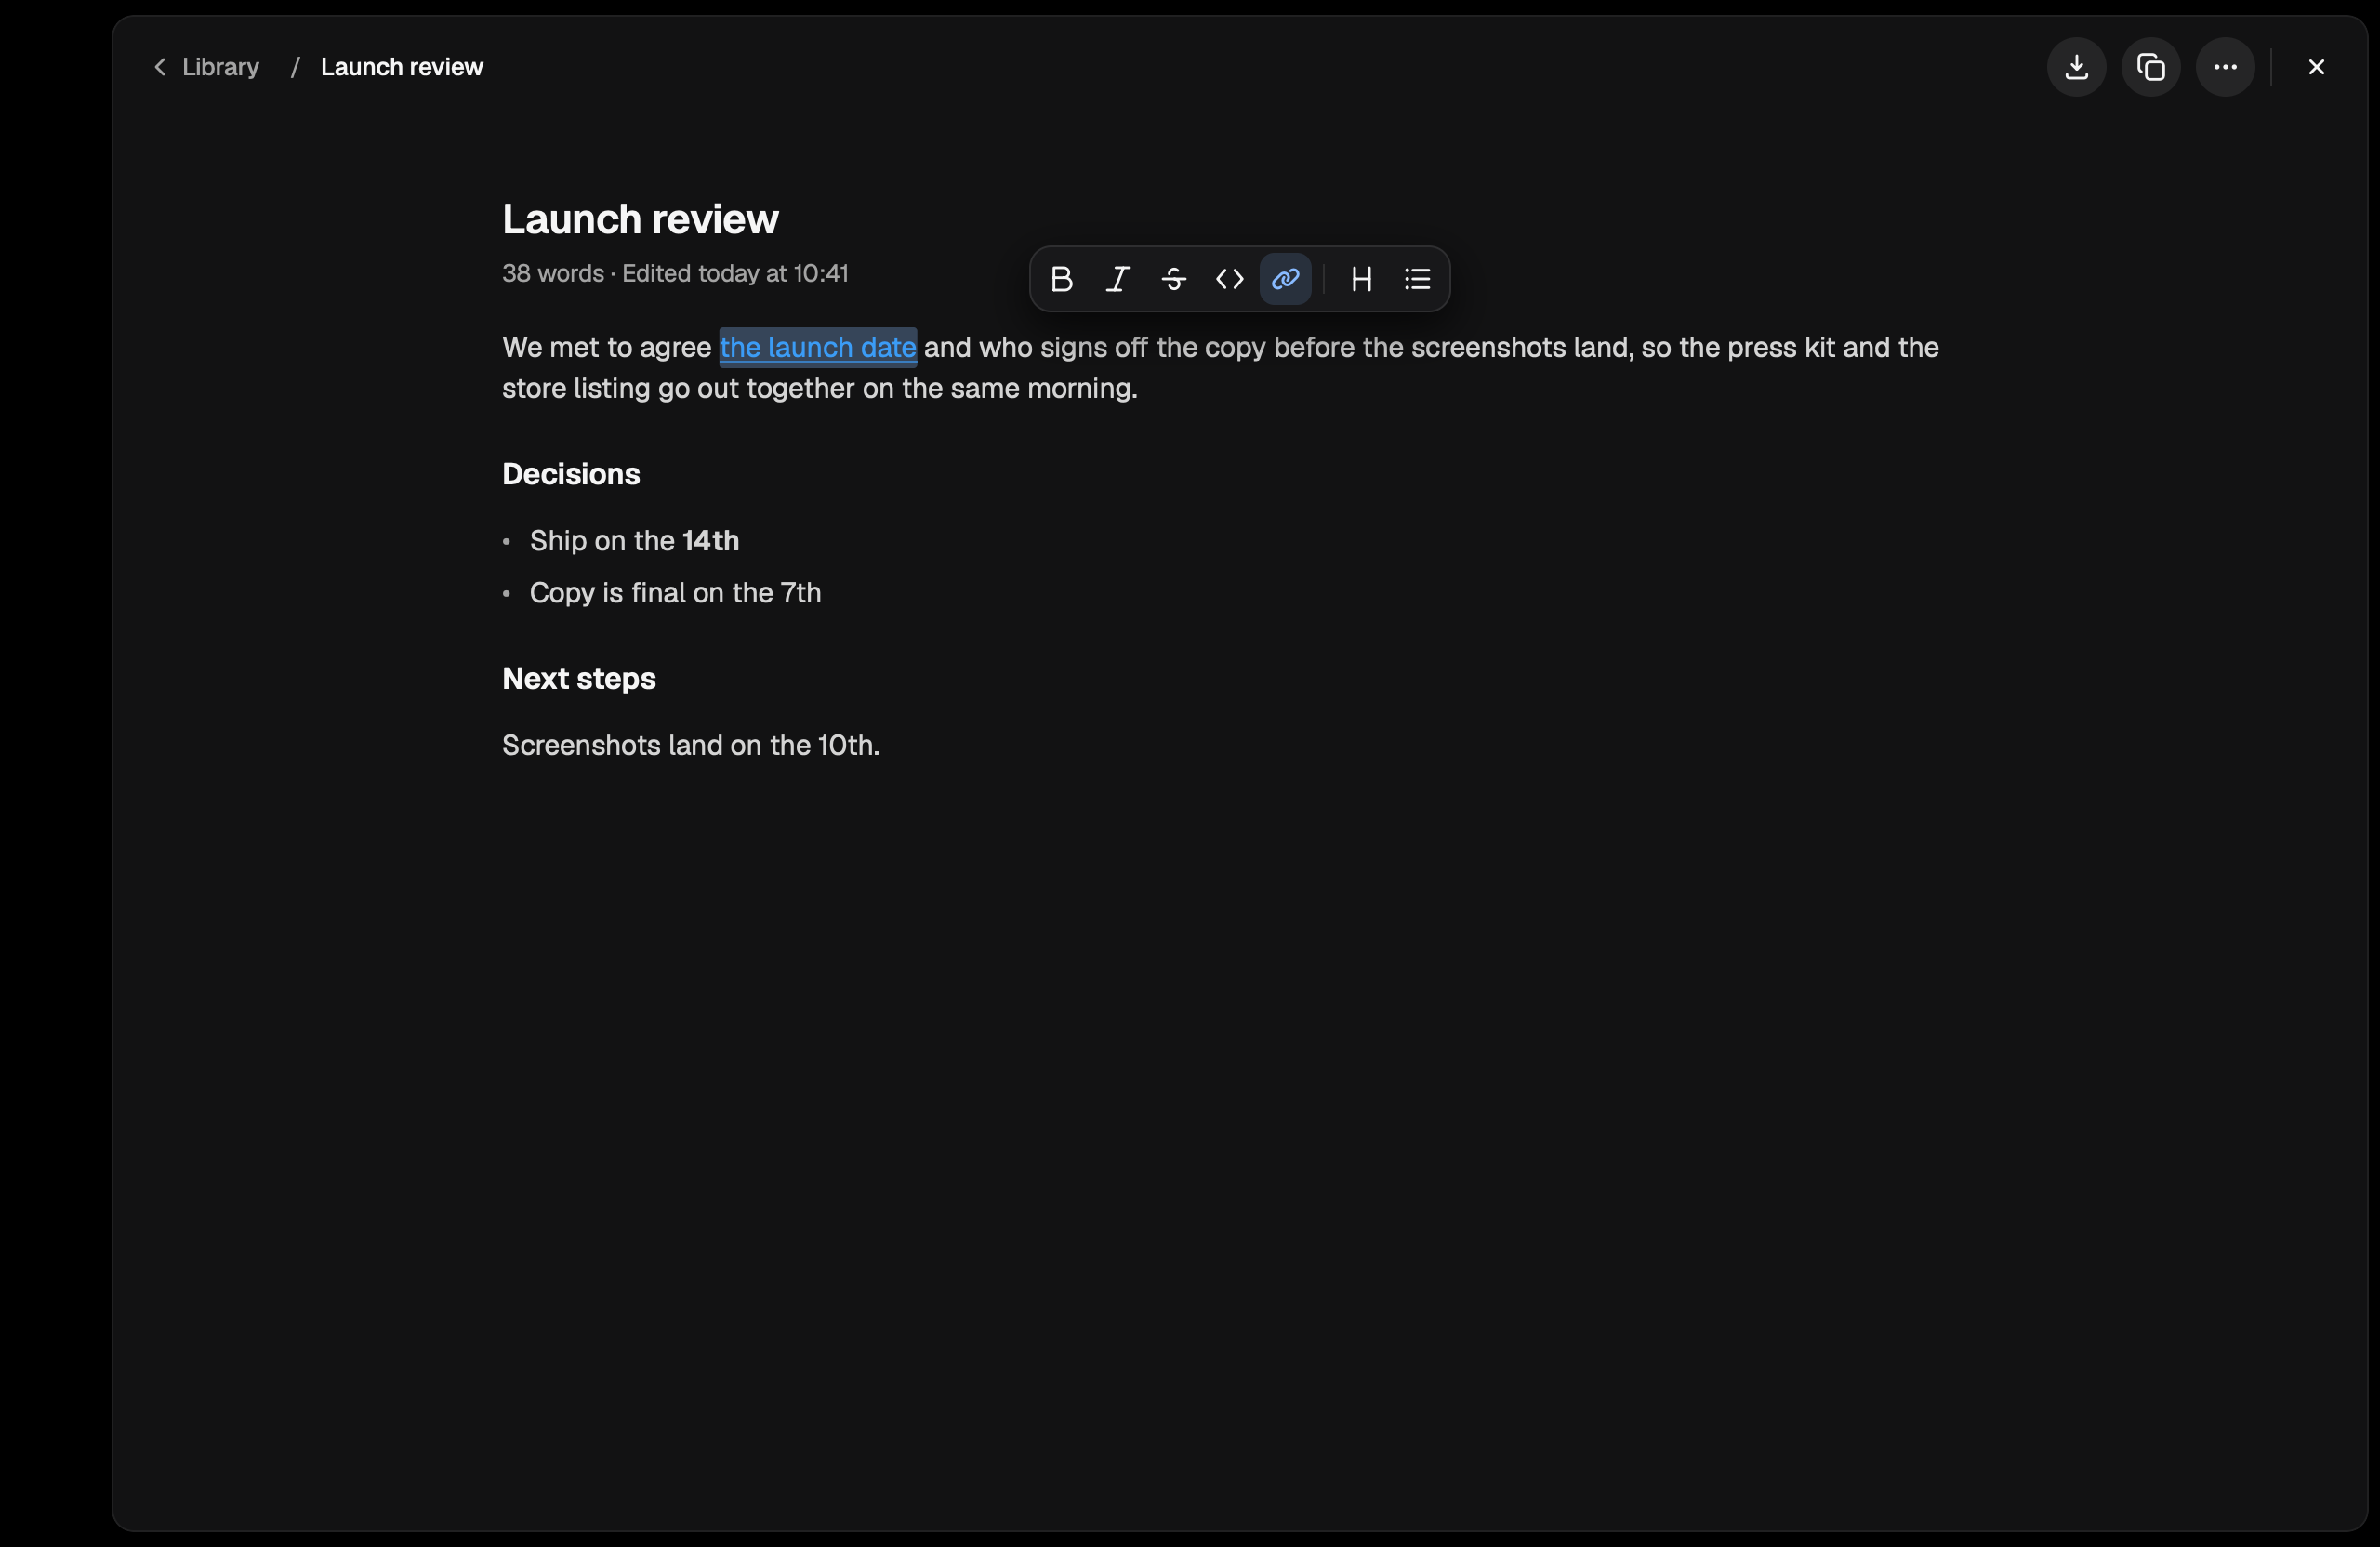 Library / Launch review
Launch review
38 words · Edited today at 10:41
We met to agree the launch date and who signs off the copy before the screenshots land, so the press kit and the
store listing go out together on the same morning.
Decisions
• Ship on the 14th
• Copy is final on the 7th
Next steps
Screenshots land on the 10th.